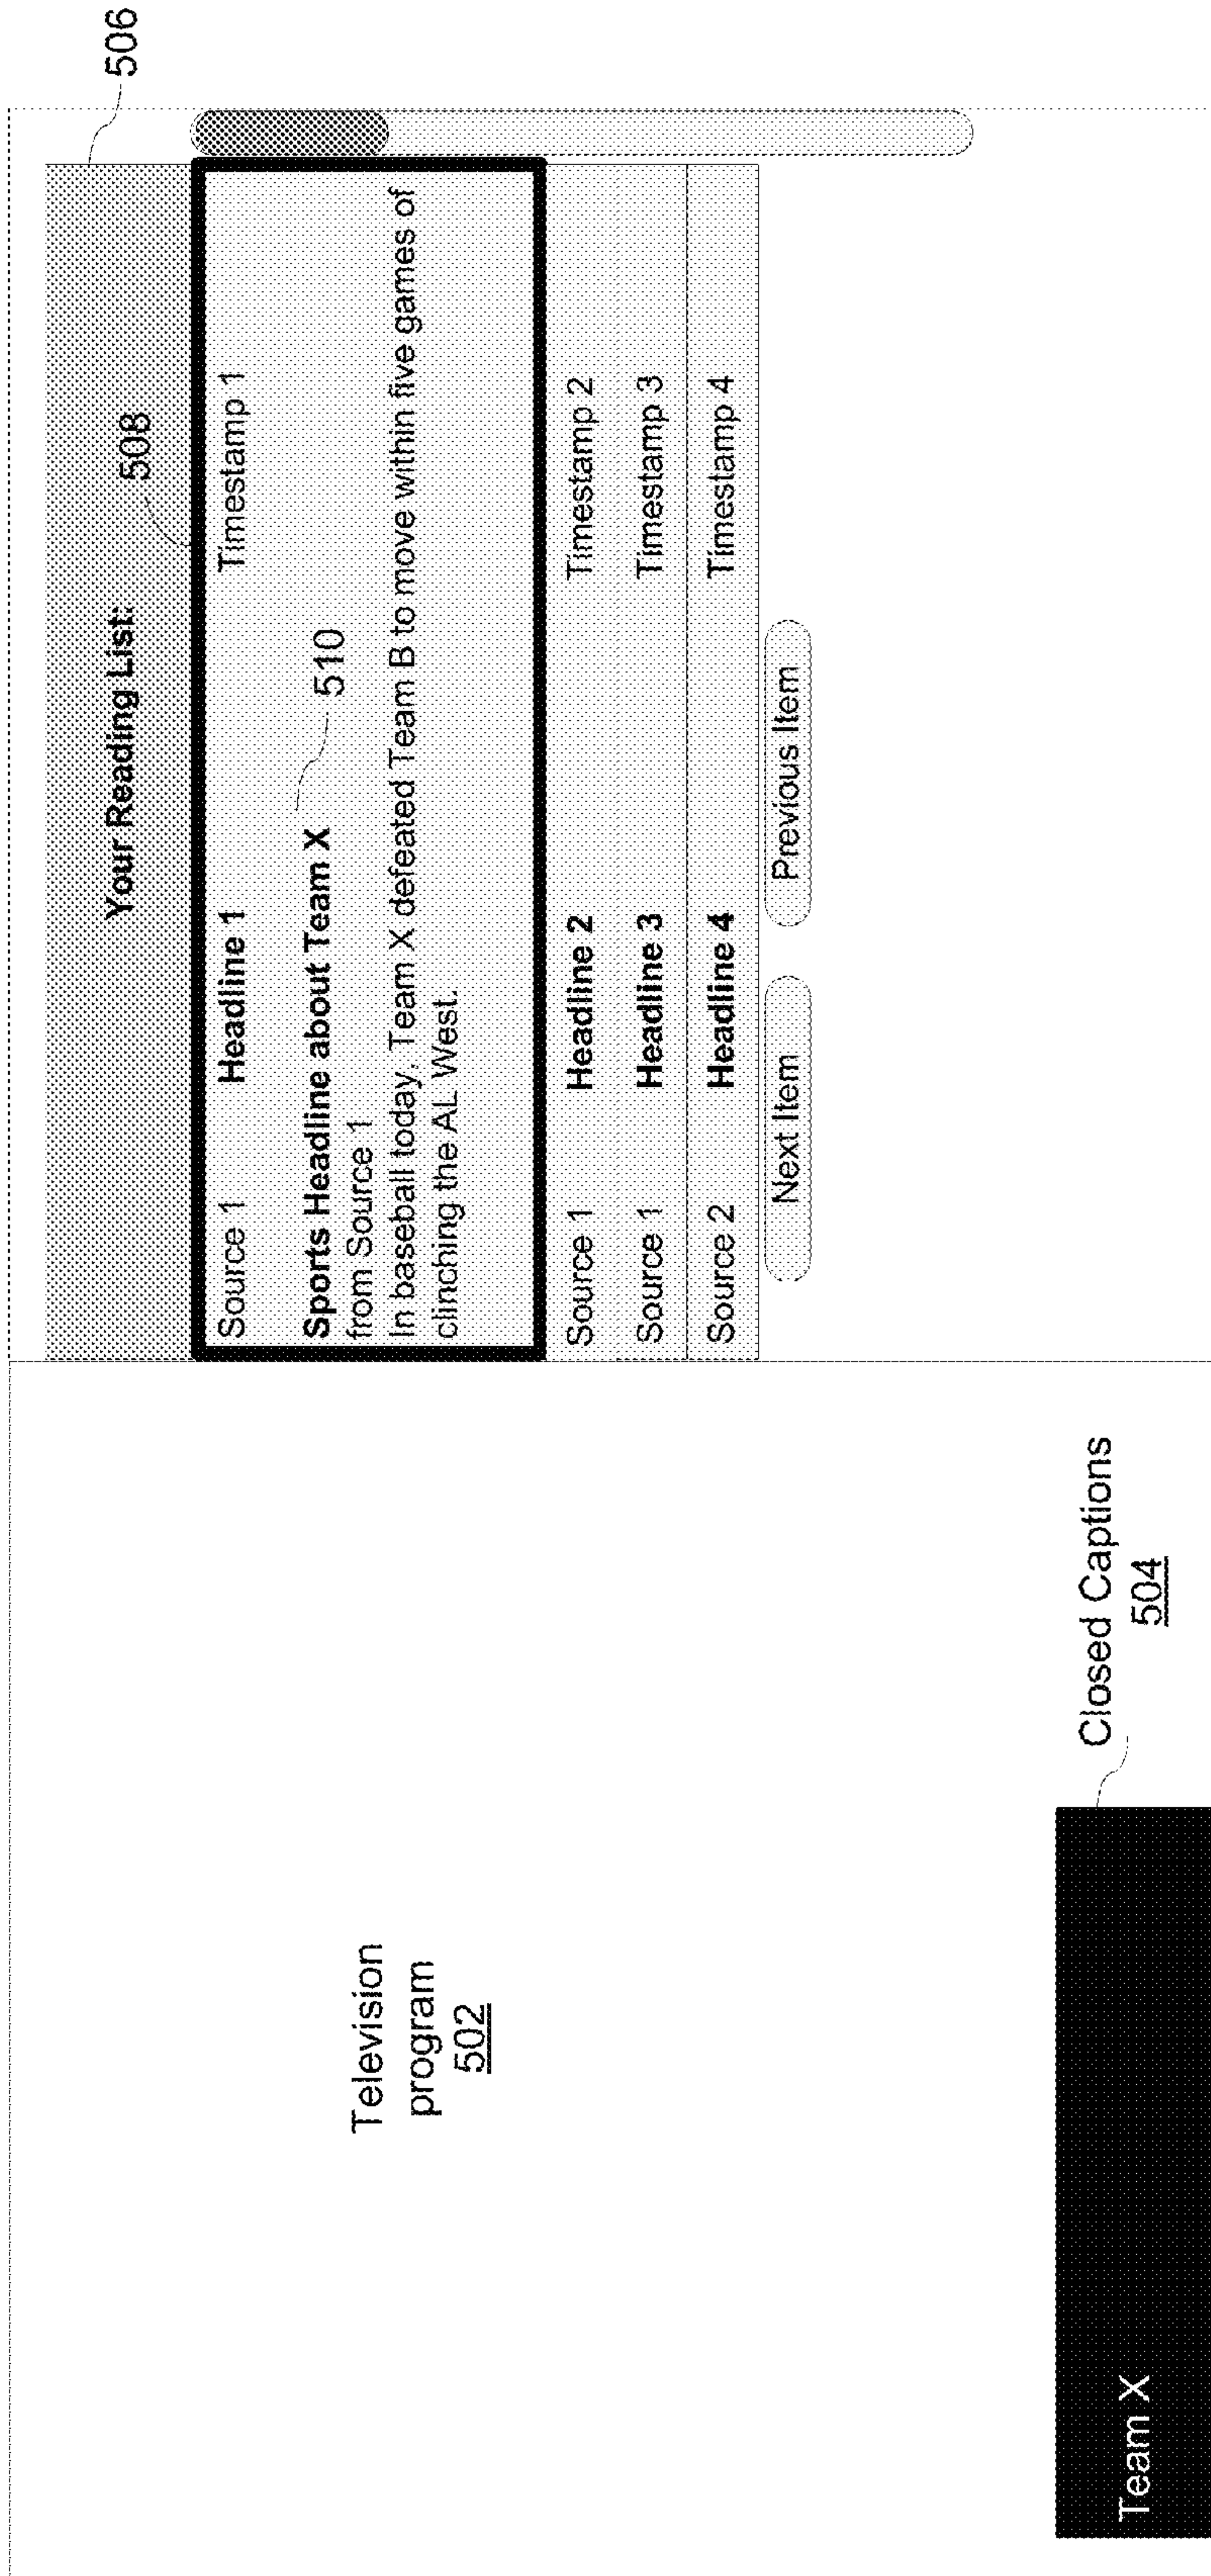 Television
program
502
Closed Captions
504
Team X
506
Your Reading List:
508
Source 1 Headline 1 Timestamp 1
Sports Headline about Team X 510
from Source 1
In baseball today, Team X defeated Team B to move within five games of
clinching the AL West.
Source 1 Headline 2 Timestamp 2
Source 1 Headline 3 Timestamp 3
Source 2 Headline 4 Timestamp 4
Next Item Previous Item